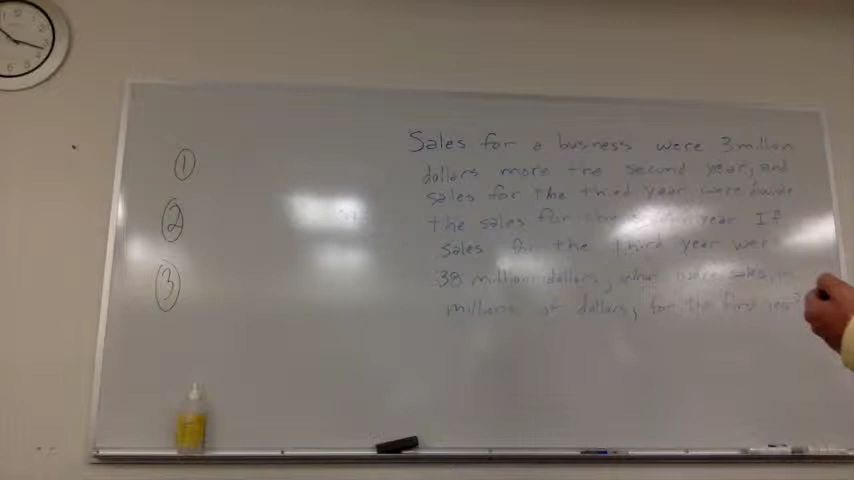 ①
②
③
Sales for a business were 3 million
dollars more the second year, and
sales for the third year were double
the sales for the year If
sales for the third year wer
38 million dollars, what were sales, in
millions of dollars, for the first year?